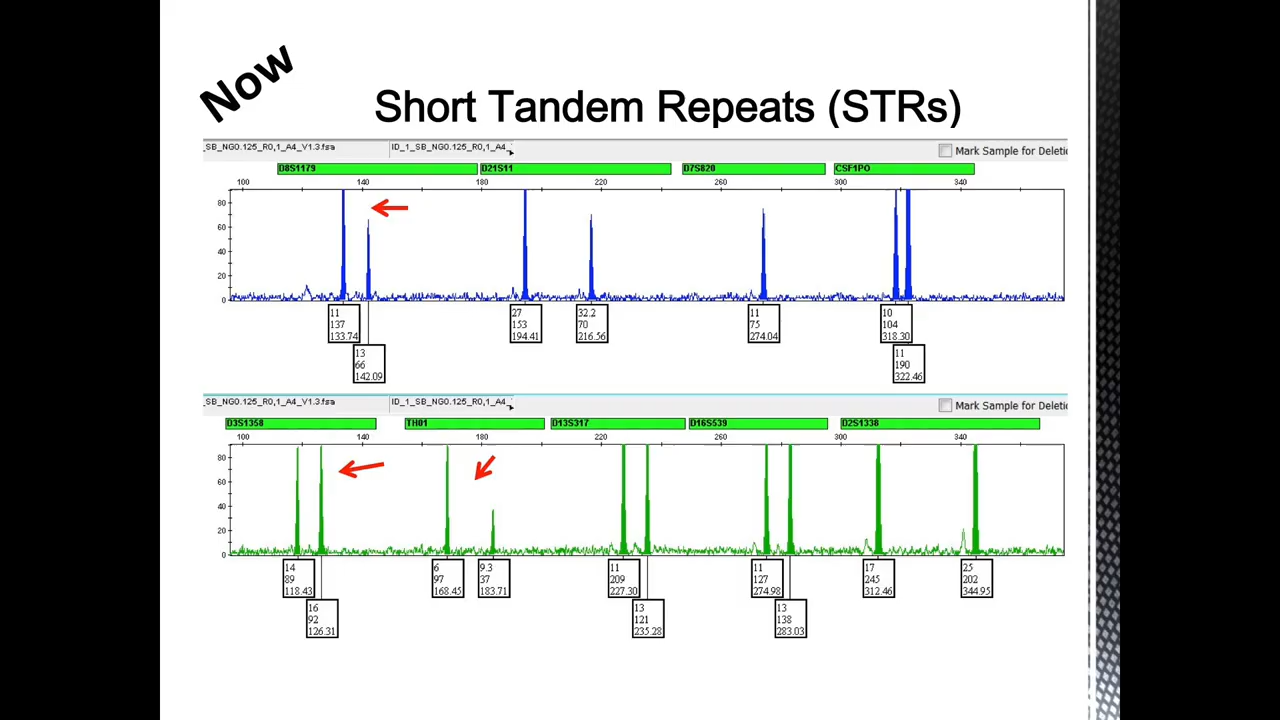 Now
Short Tandem Repeats (STRs)
_SB_NG0.125_R0,1_A4_V1.3.fsa ID_1_SB_NG0.125_R0,1_A4_ Mark Sample for Deletic
D8S1179 D21S11 D7S820 CSF1PO
100 140 180 220 260 300 340
80
60
40
20
0
11 27 32.2 11 10
137 153 70 75 104
133.74 194.41 216.56 274.04 318.30
13 11
66 190
142.09 322.46
_SB_NG0.125_R0,1_A4_V1.3.fsa ID_1_SB_NG0.125_R0,1_A4_ Mark Sample for Deletic
D3S1358 TH01 D13S317 D16S539 D2S1338
100 140 180 220 260 300 340
80
60
40
20
0
14 6 9.3 11 11 17 25
89 97 37 209 127 245 202
118.43 168.45 183.71 227.30 274.98 312.46 344.95
16 13 13
92 121 138
126.31 235.28 283.03